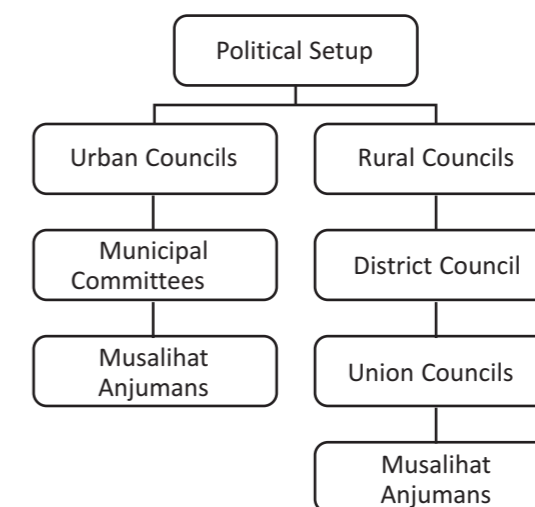 Political Setup
Urban Councils
Rural Councils
Municipal
Committees
District Council
Musalihat
Anjumans
Union Councils
Musalihat
Anjumans